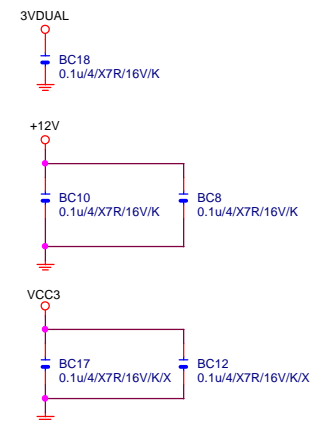 3VDUAL
BC18
0.1u/4/X7R/16V/K
+12V
BC10
0.1u/4/X7R/16V/K
BC8
0.1u/4/X7R/16V/K
VCC3
BC17
0.1u/4/X7R/16V/K/X
BC12
0.1u/4/X7R/16V/K/X